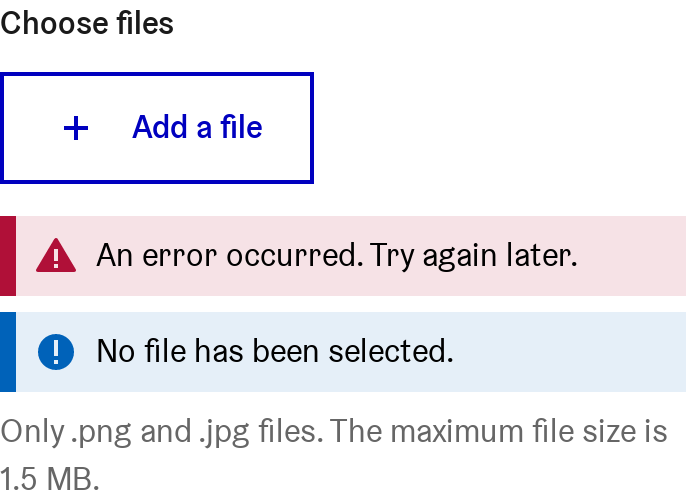 Choose files
+ Add a file
An error occurred. Try again later.
No file has been selected.
Only .png and .jpg files. The maximum file size is
1.5 MB.